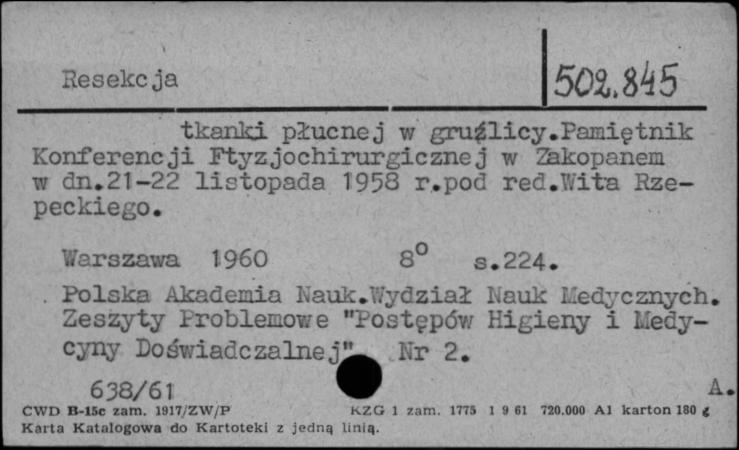 Resekcja 502.845
tkanki płucnej w gruźlicy.Pamiętnik
Konferencji Ftyzjochirurgicznej w Zakopanem
w dn.21-22 listopada 1958 r.pod red.Wita Rze-
peckiego.
Warszawa 1960 8º s.224.
Polska Akademia Nauk.Wydział Nauk Medycznych.
Zeszyty Problemowe "Postępów Higieny i Medy-
cyny Doświadczalnej" Nr 2.
638/61 A.
CWD B-15c zam. 1917/ZW/P KZG 1 zam. 1775 1 9 61 720.000 A1 karton 180 g
Karta Katalogowa do Kartoteki z jedną linią.